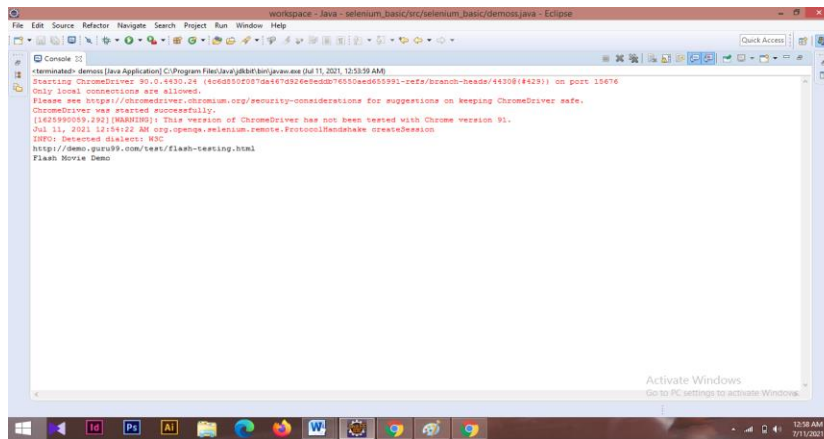 workspace - Java - selenium_basic/src/selenium_basic/demoss.java - Eclipse
File Edit Source Refactor Navigate Search Project Run Window Help
Quick Access
Console
<terminated> demoss [Java Application] C:\Program Files\Java\jdkbit\bin\javaw.exe (Jul 11, 2021, 12:53:59 AM)
Starting ChromeDriver 90.0.4430.24 (4c6d850f087da467d926e8eddb76550aed655991-refs/branch-heads/4430@{#429}) on port 15676
Only local connections are allowed.
Please see https://chromedriver.chromium.org/security-considerations for suggestions on keeping ChromeDriver safe.
ChromeDriver was started successfully.
[1625990059.292][WARNING]: This version of ChromeDriver has not been tested with Chrome version 91.
Jul 11, 2021 12:54:22 AM org.openqa.selenium.remote.ProtocolHandshake createSession
INFO: Detected dialect: W3C
http://demo.guru99.com/test/flash-testing.html
Flash Movie Demo
Activate Windows
Go to PC settings to activate Windows.
Id Ps Ai W
12:58 AM
7/11/2021